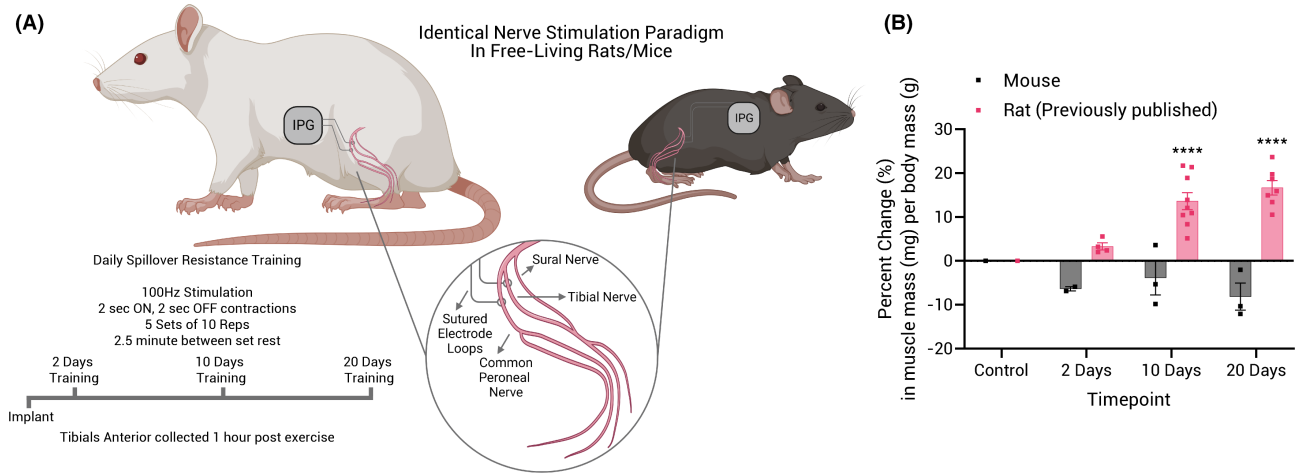 (A)
Identical Nerve Stimulation Paradigm
In Free-Living Rats/Mice
IPG
IPG
Daily Spillover Resistance Training
100Hz Stimulation
2 sec ON, 2 sec OFF contractions
5 Sets of 10 Reps
2.5 minute between set rest
2 Days
Training
10 Days
Training
20 Days
Training
Implant
Tibials Anterior collected 1 hour post exercise
Sural Nerve
Tibial Nerve
Sutured
Electrode
Loops
Common
Peroneal
Nerve
(B)
Mouse
Rat (Previously published)
Percent Change (%)
in muscle mass (mg) per body mass (g)
30
20
10
0
-10
-20
****
****
Control
2 Days
10 Days
20 Days
Timepoint